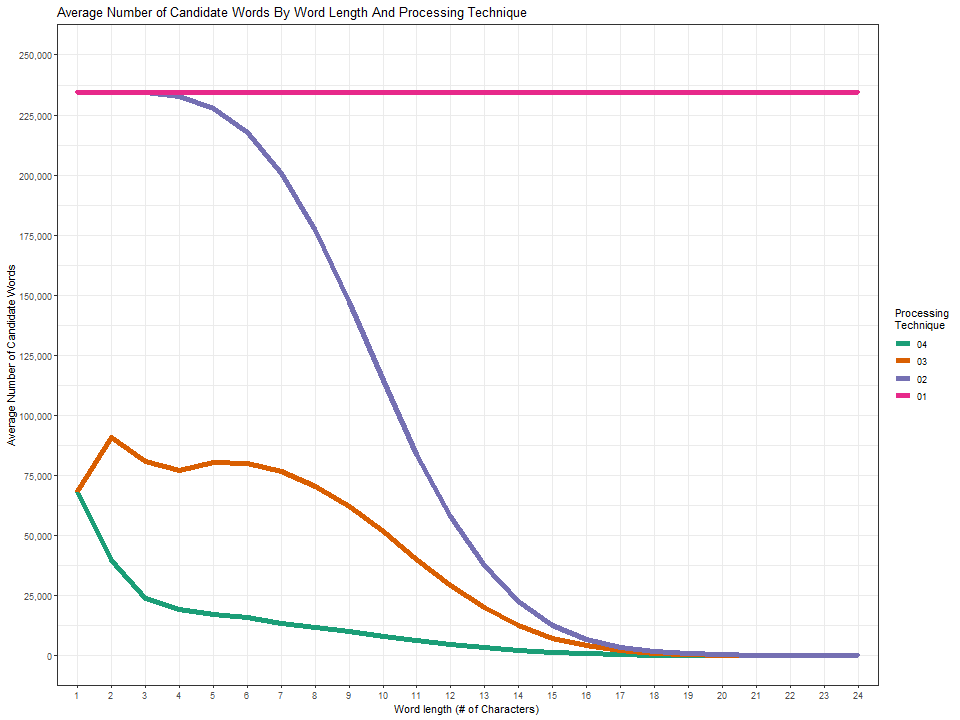 Average Number of Candidate Words By Word Length And Processing Technique
250,000
225,000
200,000
175,000
150,000
125,000
100,000
75,000
50,000
25,000
0
Average Number of Candidate Words
1 2 3 4 5 6 7 8 9 10 11 12 13 14 15 16 17 18 19 20 21 22 23 24
Word length (# of Characters)
Processing
Technique
04
03
02
01